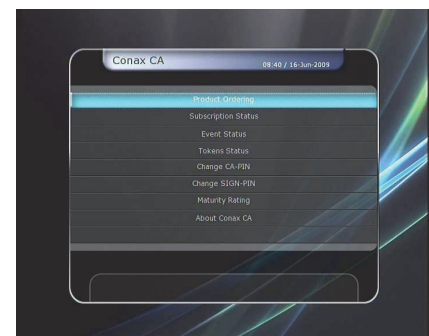 Conax CA
08:40 / 16-Jun-2009
Product Ordering
Subscription Status
Event Status
Tokens Status
Change CA-PIN
Change SIGN-PIN
Maturity Rating
About Conax CA